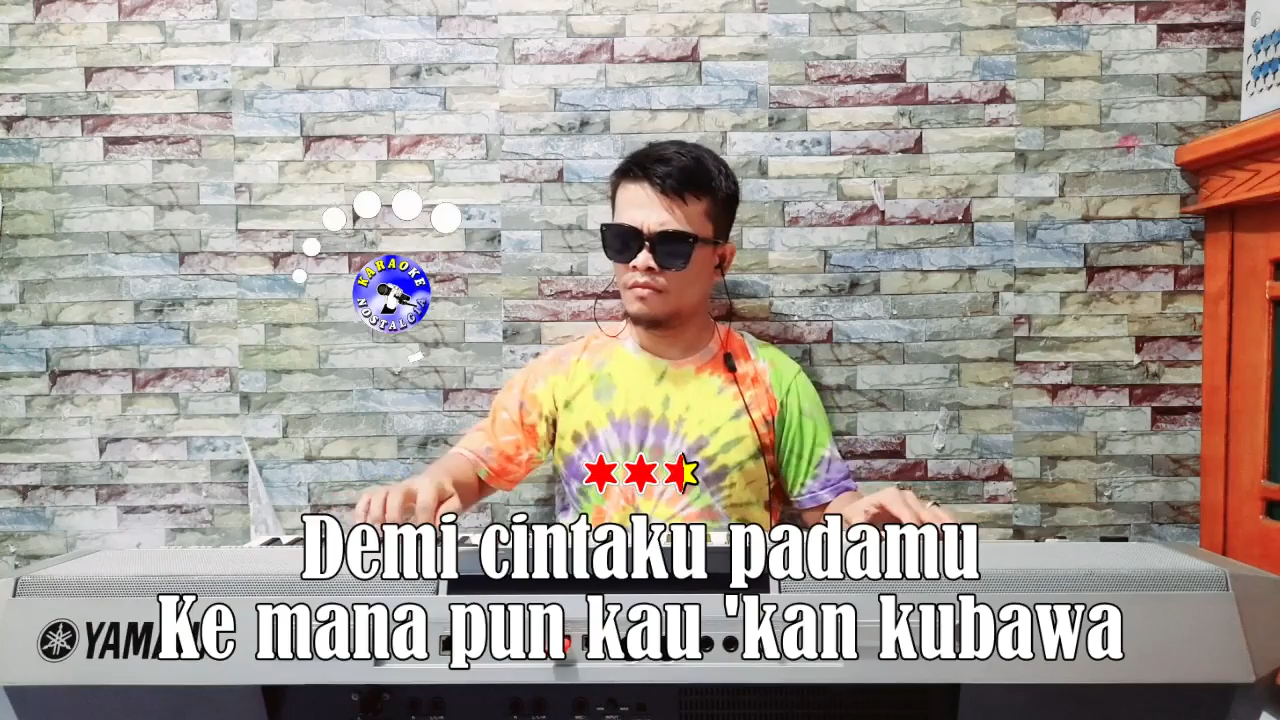 KARAOKE
NOSTALGIA
Demi cintaku padamu
Ke mana pun kau 'kan kubawa
YAMA